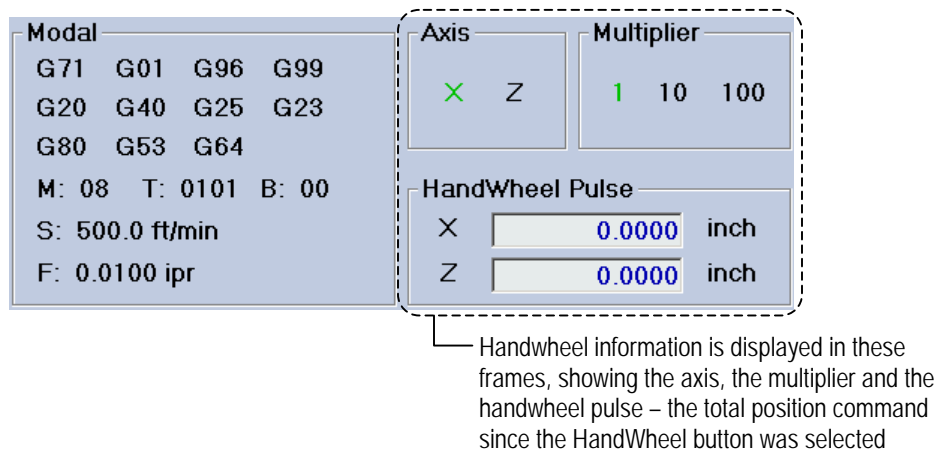 Modal
G71 G01 G96 G99
G20 G40 G25 G23
G80 G53 G64
M: 08 T: 0101 B: 00
S: 500.0 ft/min
F: 0.0100 ipr
Axis
X Z
Multiplier
1 10 100
HandWheel Pulse
X 0.0000 inch
Z 0.0000 inch
Handwheel information is displayed in these
frames, showing the axis, the multiplier and the
handwheel pulse – the total position command
since the HandWheel button was selected